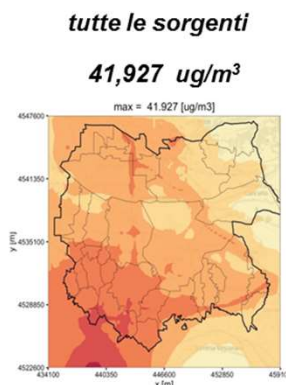 tutte le sorgenti
41,927 ug/m³
max = 41.927 [ug/m3]
4547600
4541350
4535100
4528850
4522600
y [m]
434100 440350 446600 452850 45910
x [m]